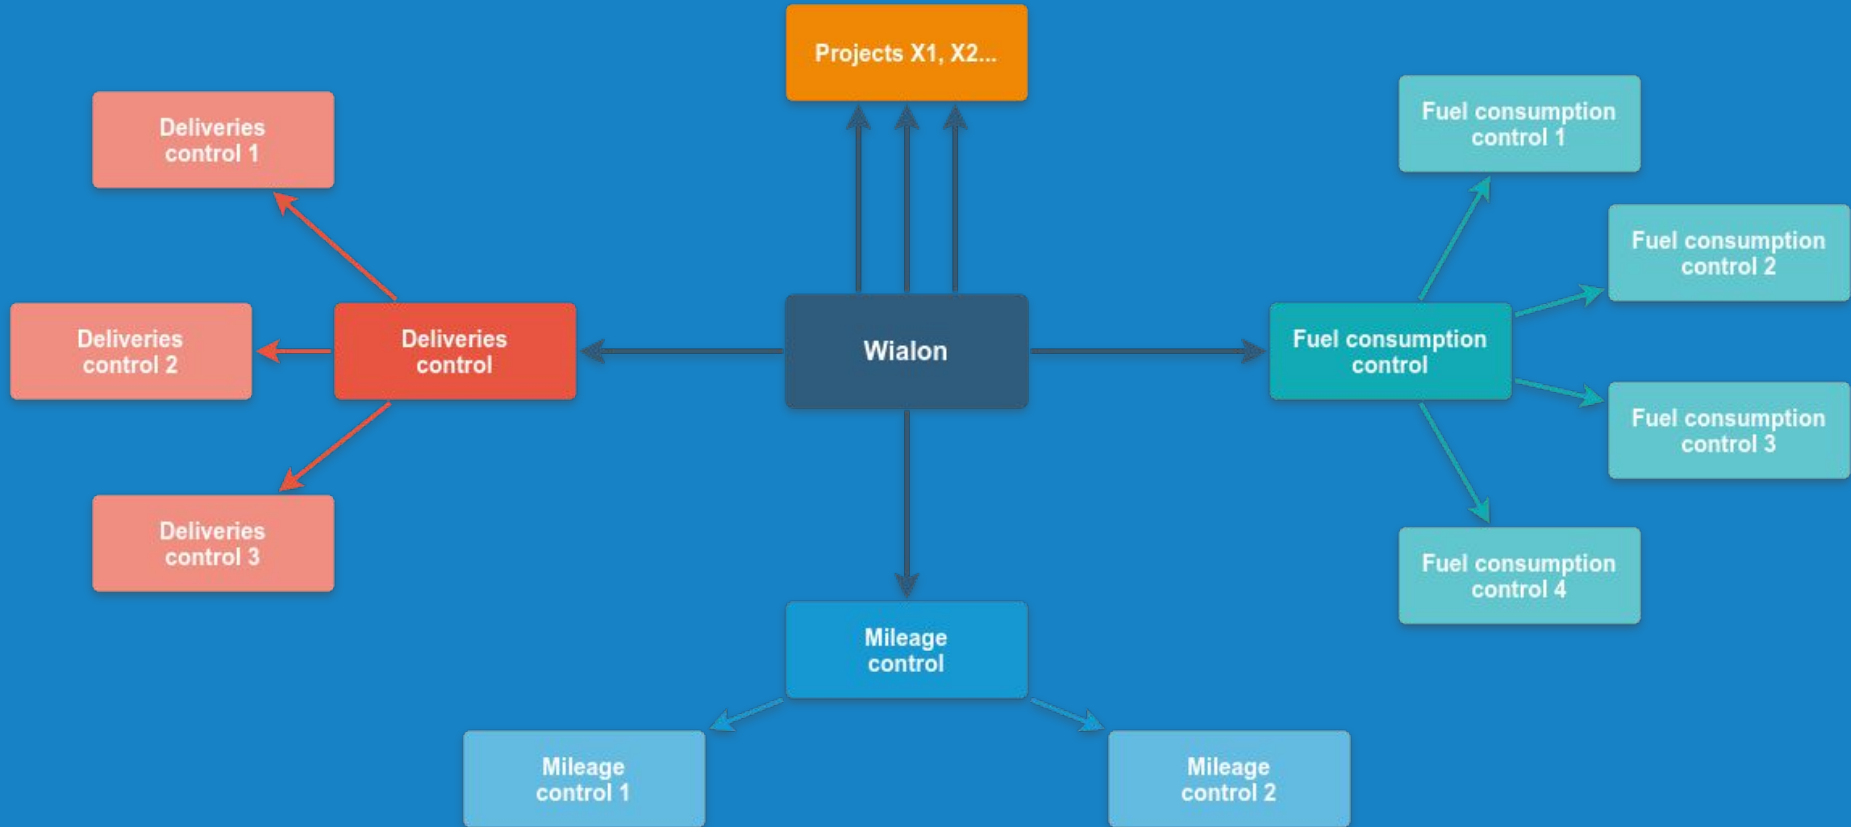 Projects X1, X2...
Deliveries
control 1
Fuel consumption
control 1
Fuel consumption
control 2
Deliveries
control 2
Deliveries
control
Wialon
Fuel consumption
control
Fuel consumption
control 3
Deliveries
control 3
Fuel consumption
control 4
Mileage
control
Mileage
control 1
Mileage
control 2